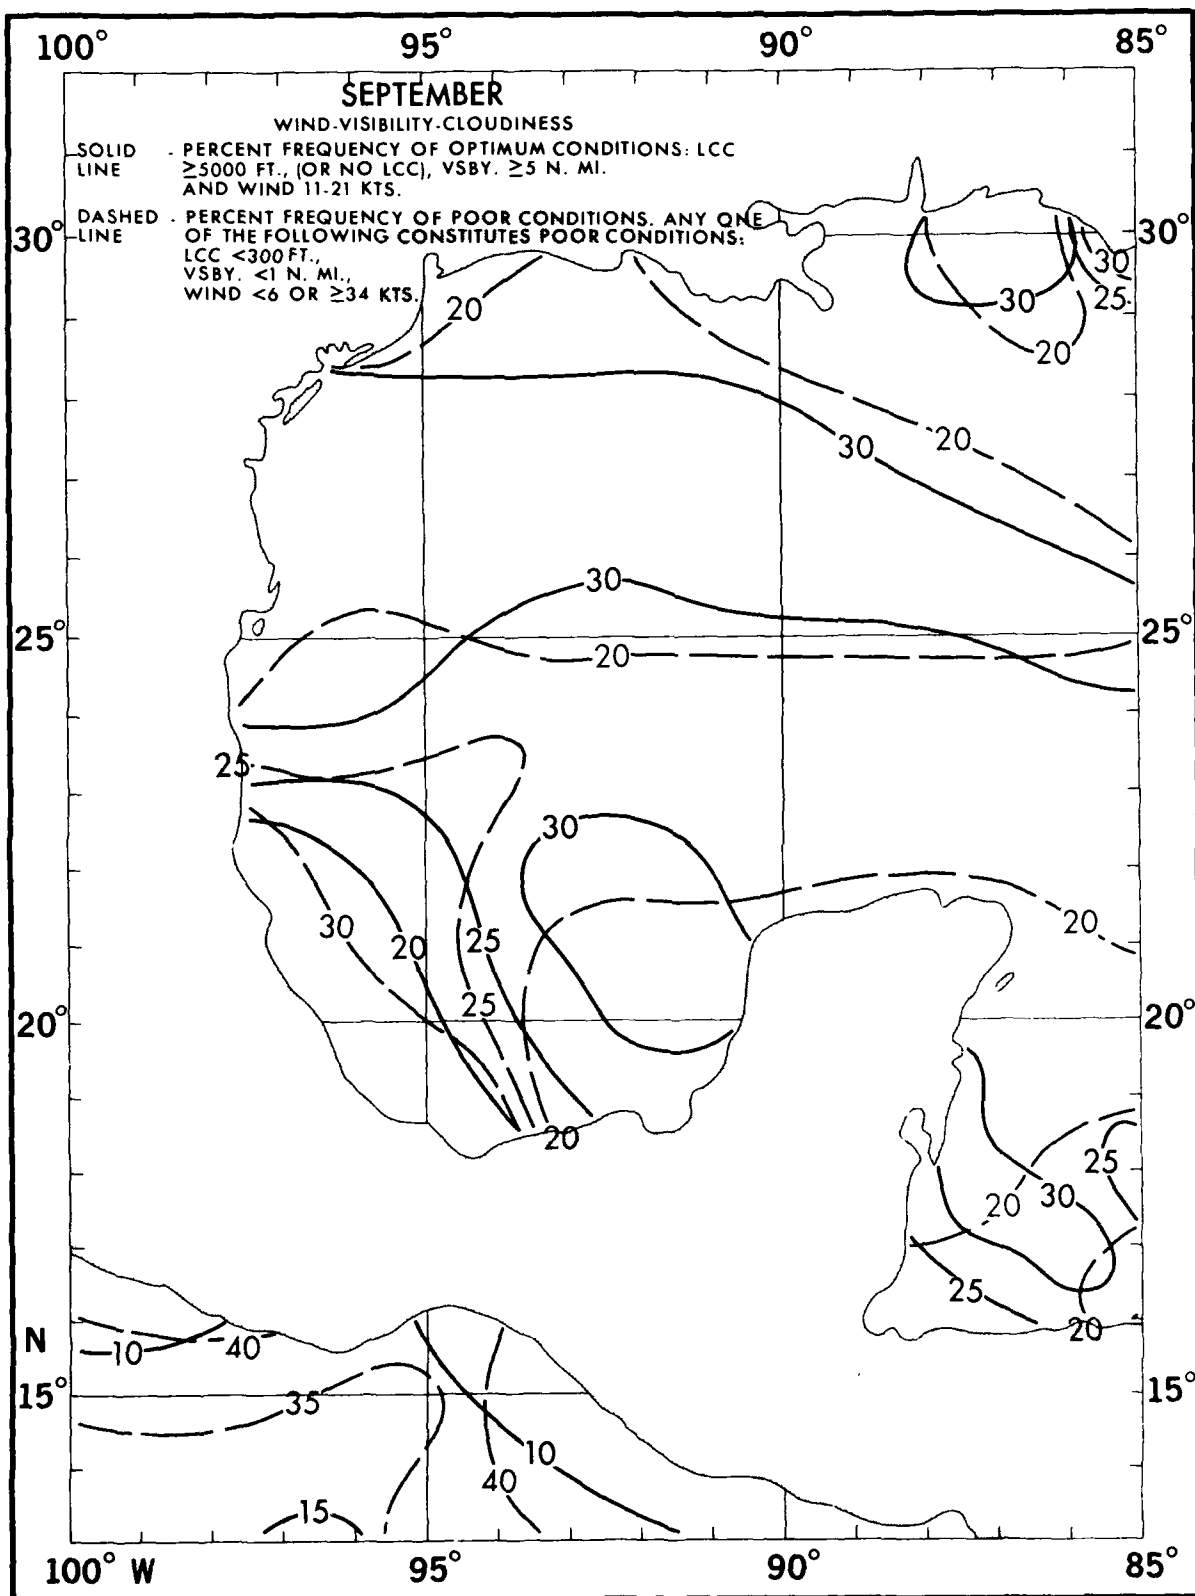 100° 95° 90° 85°
SEPTEMBER
WIND-VISIBILITY-CLOUDINESS
SOLID - PERCENT FREQUENCY OF OPTIMUM CONDITIONS: LCC
LINE ≥5000 FT., (OR NO LCC), VSBY. ≥5 N. MI.
AND WIND 11-21 KTS.
DASHED - PERCENT FREQUENCY OF POOR CONDITIONS. ANY ONE
LINE OF THE FOLLOWING CONSTITUTES POOR CONDITIONS:
LCC <300 FT.,
VSBY. <1 N. MI.,
WIND <6 OR ≥34 KTS.
30° 30°
30
20 30 25
20
30 20
30
25° 25°
20
25
30
30 20 25 20
25
20° 20°
20
25
20 30
25
20
N
10 40
35
15° 15°
10
40
15
100° W 95° 90° 85°